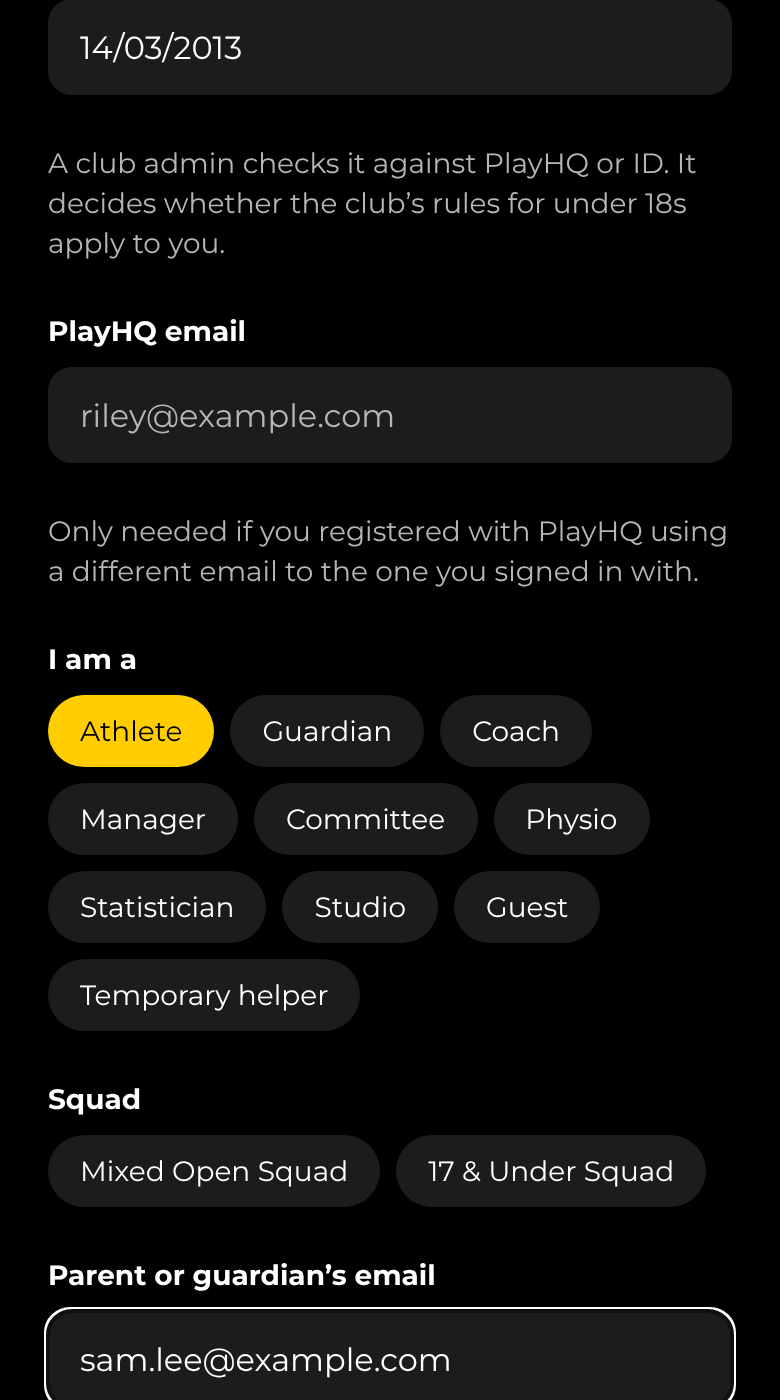 14/03/2013
A club admin checks it against PlayHQ or ID. It
decides whether the club’s rules for under 18s
apply to you.
PlayHQ email
riley@example.com
Only needed if you registered with PlayHQ using
a different email to the one you signed in with.
I am a
Athlete Guardian Coach
Manager Committee Physio
Statistician Studio Guest
Temporary helper
Squad
Mixed Open Squad 17 & Under Squad
Parent or guardian’s email
sam.lee@example.com